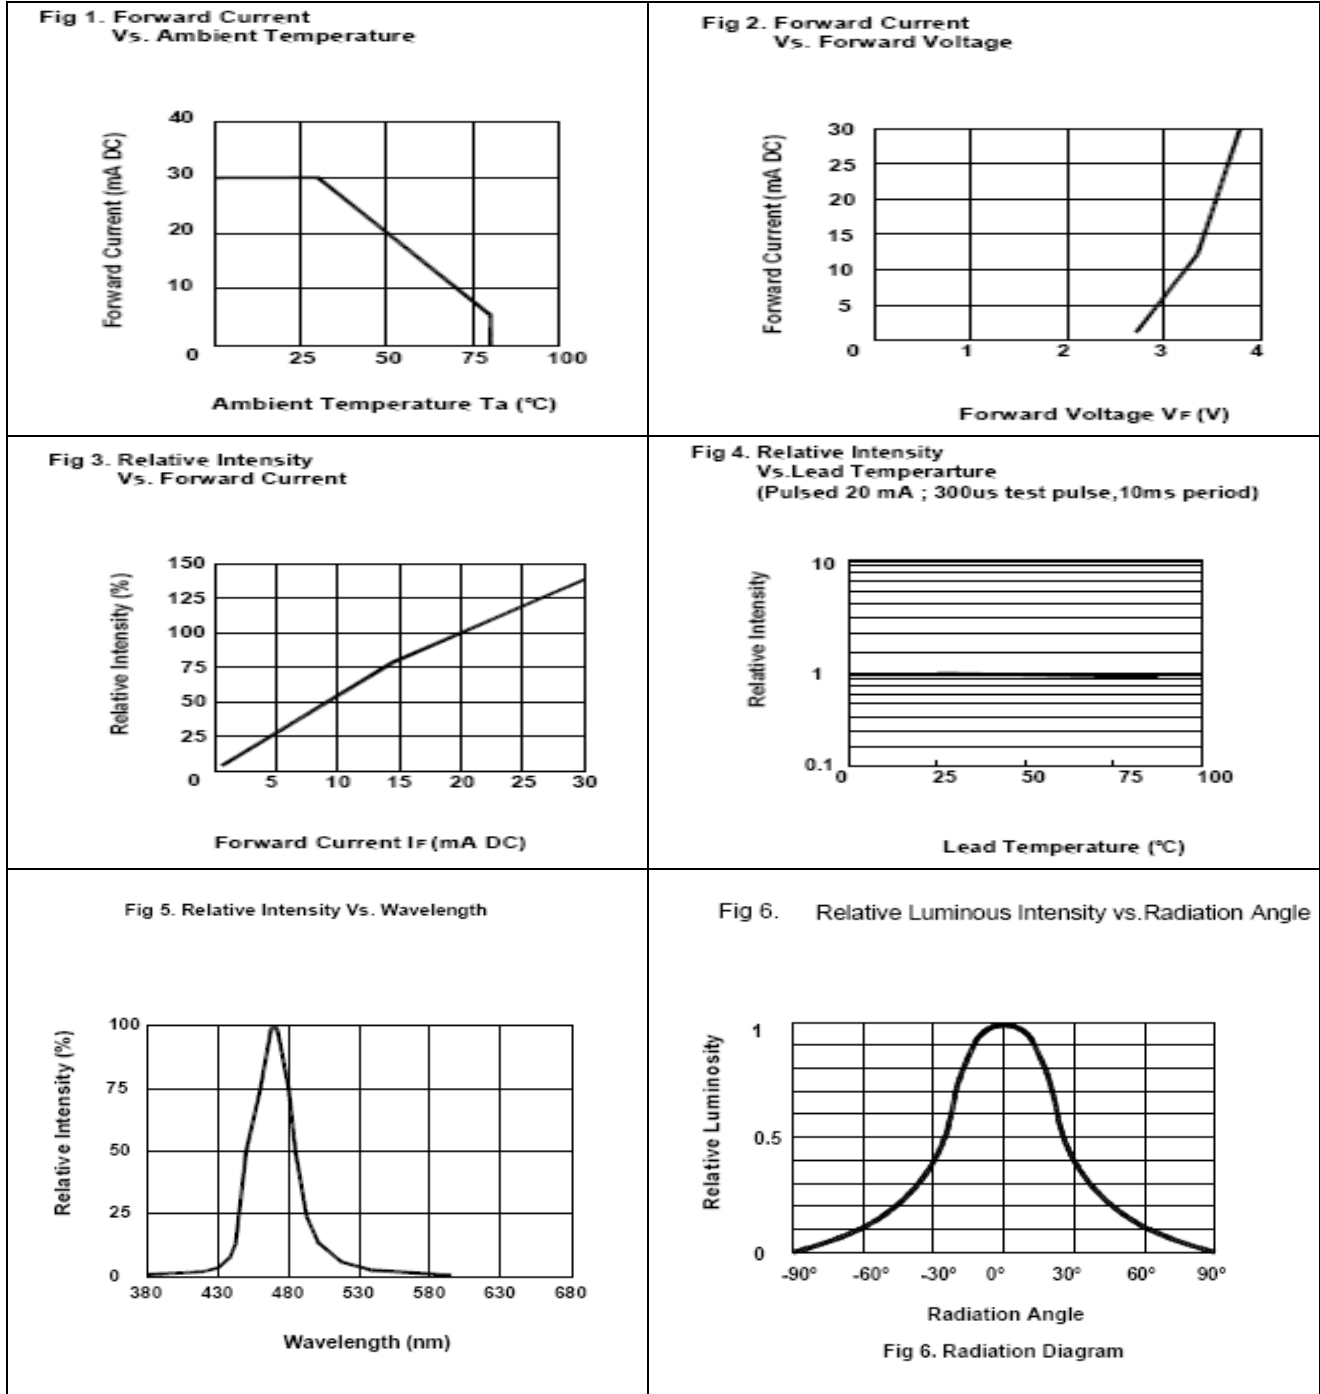 Fig 1. Forward Current
Vs. Ambient Temperature
40
30
20
10
0
25
50
75
100
Forward Current (mA DC)
Ambient Temperature Ta (°C)
Fig 2. Forward Current
Vs. Forward Voltage
30
25
20
15
10
5
0
1
2
3
4
Forward Current (mA DC)
Forward Voltage VF (V)
Fig 3. Relative Intensity
Vs. Forward Current
150
125
100
75
50
25
0
5
10
15
20
25
30
Relative Intensity (%)
Forward Current IF (mA DC)
Fig 4. Relative Intensity
Vs.Lead Temperarture
(Pulsed 20 mA ; 300us test pulse,10ms period)
10
1
0.1
0
25
50
75
100
Relative Intensity
Lead Temperature (°C)
Fig 5. Relative Intensity Vs. Wavelength
100
75
50
25
0
380
430
480
530
580
630
680
Relative Intensity (%)
Wavelength (nm)
Fig 6. Relative Luminous Intensity vs.Radiation Angle
1
0.5
0
-90°
-60°
-30°
0°
30°
60°
90°
Relative Luminosity
Radiation Angle
Fig 6. Radiation Diagram